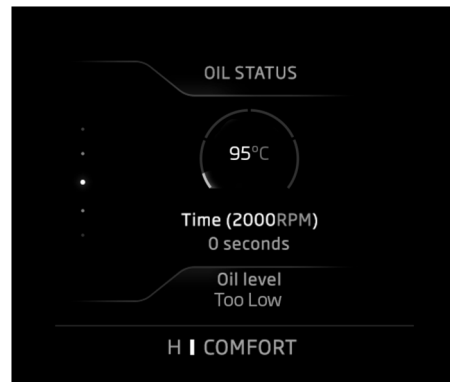 OIL STATUS
95°C
Time (2000RPM)
0 seconds
Oil level
Too Low
H COMFORT